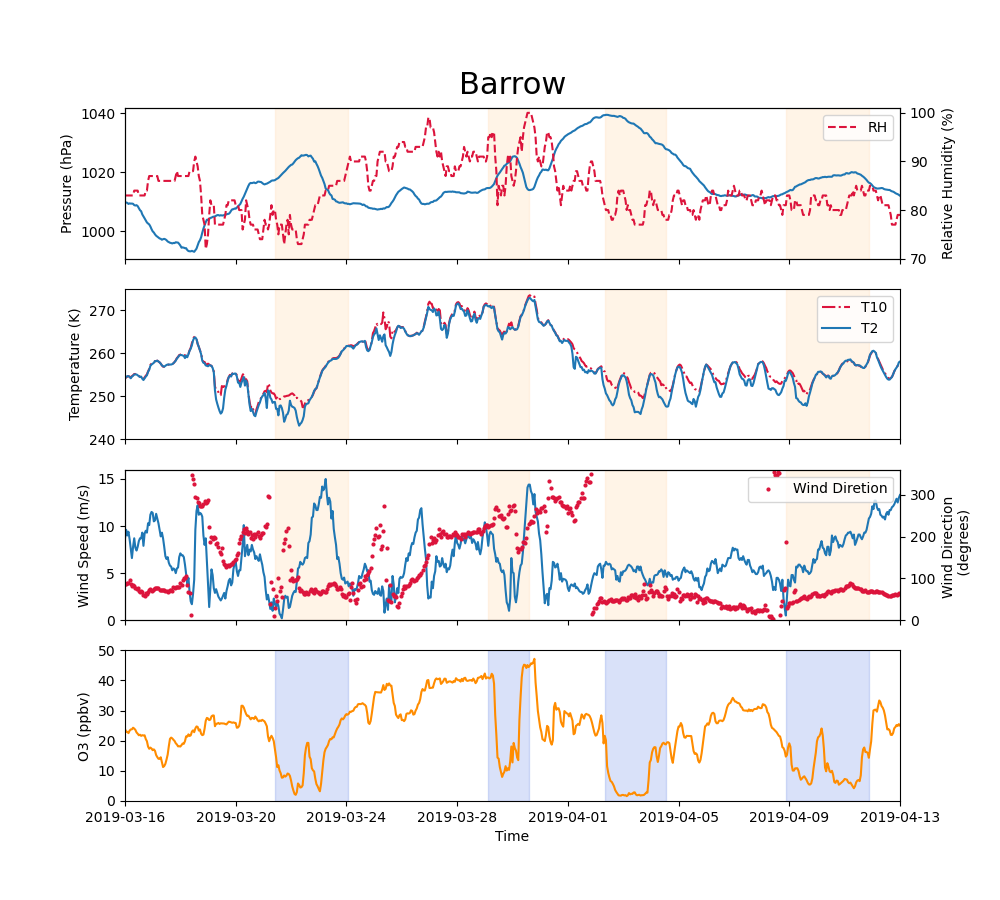 Barrow
1040
1020
1000
Pressure (hPa)
100
90
80
70
Relative Humidity (%)
RH
270
260
250
240
Temperature (K)
T10
T2
15
10
5
0
Wind Speed (m/s)
300
200
100
0
Wind Direction
(degrees)
Wind Diretion
50
40
30
20
10
0
O3 (ppbv)
2019-03-16 2019-03-20 2019-03-24 2019-03-28 2019-04-01 2019-04-05 2019-04-09 2019-04-13
Time